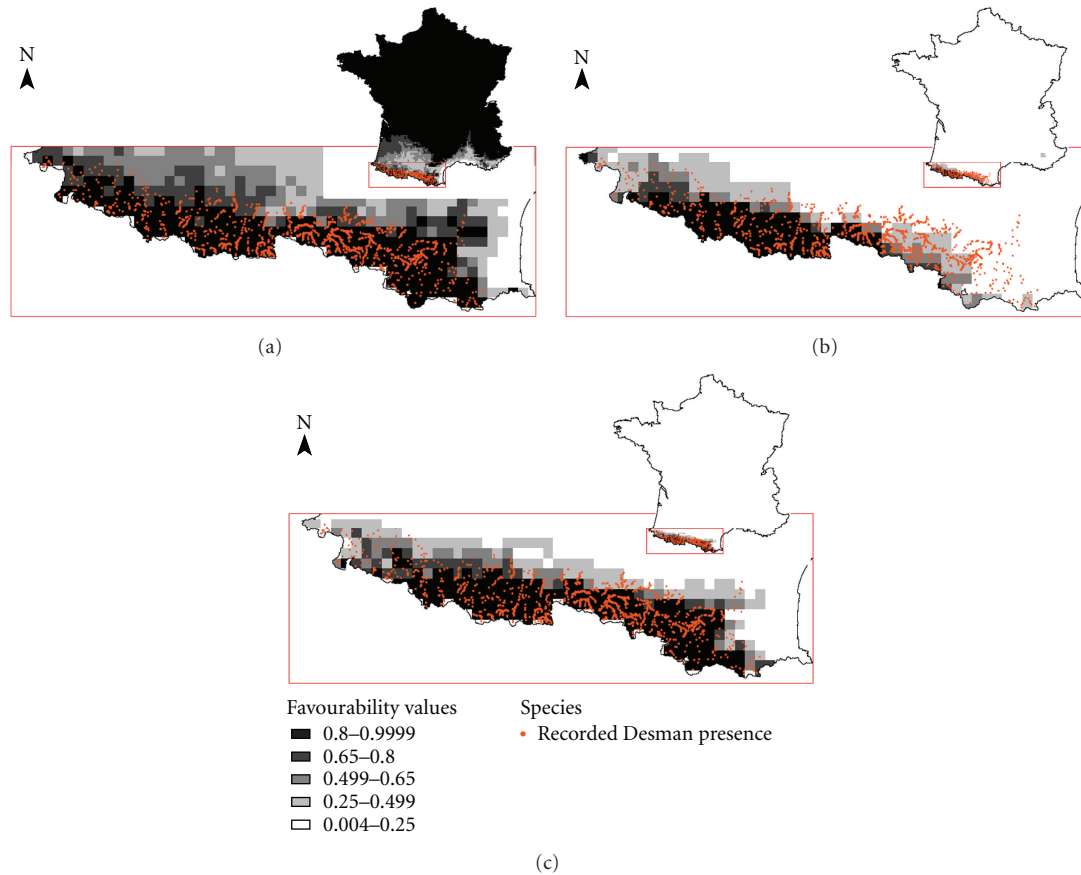 N
N
(a)
(b)
N
Favourability values
0.8–0.9999
0.65–0.8
0.499–0.65
0.25–0.499
0.004–0.25
Species
Recorded Desman presence
(c)